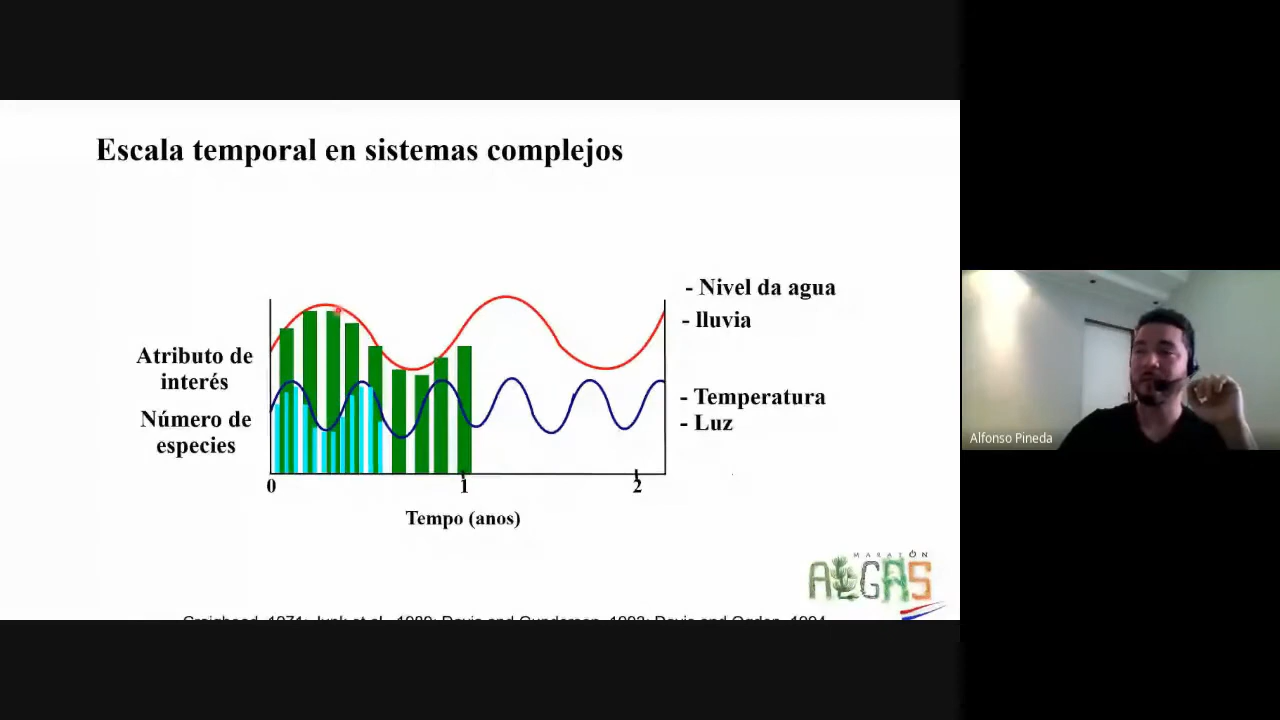 Escala temporal en sistemas complejos
- Nivel da agua
- lluvia
Atributo de
interés
Número de
especies
- Temperatura
- Luz
0
1
2
Tempo (anos)
MARATÓN
ALGAS
Alfonso Pineda